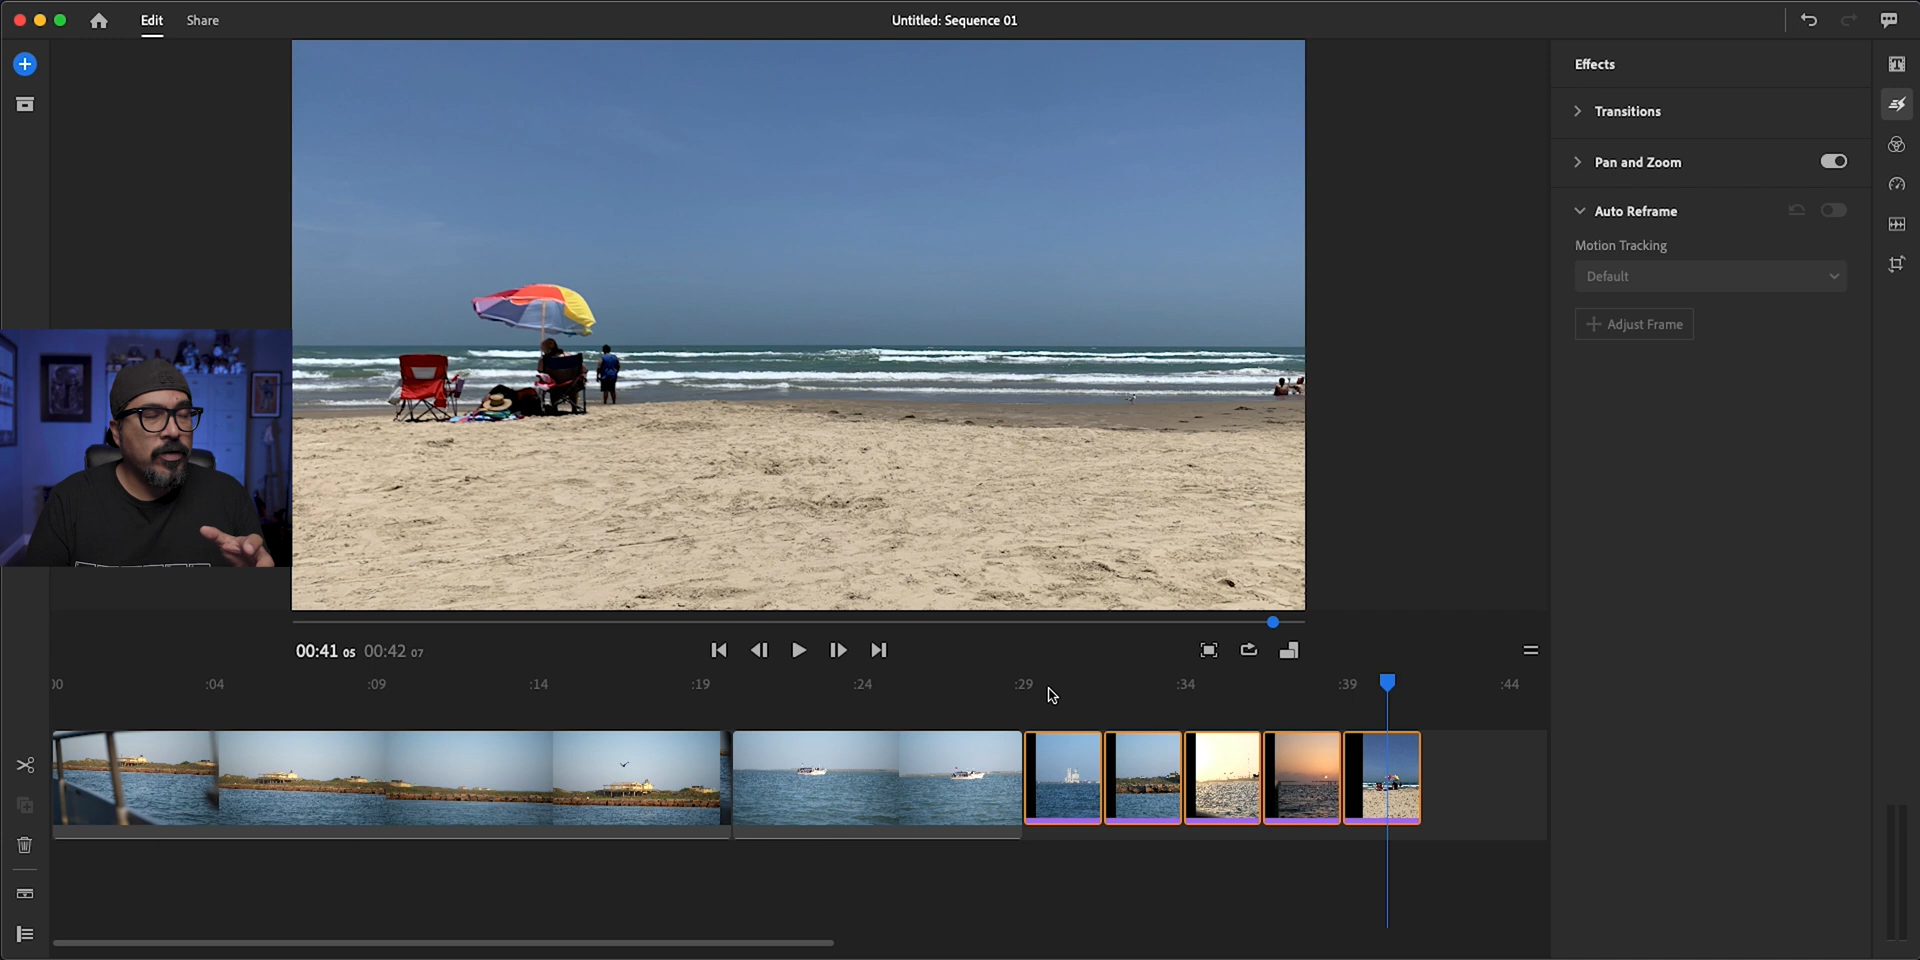 Edit
Share
Untitled: Sequence 01
Effects
Transitions
Pan and Zoom
Auto Reframe
Motion Tracking
Default
Adjust Frame
00:41 05 00:42 07
00 :04 :09 :14 :19 :24 :29 :34 :39 :44